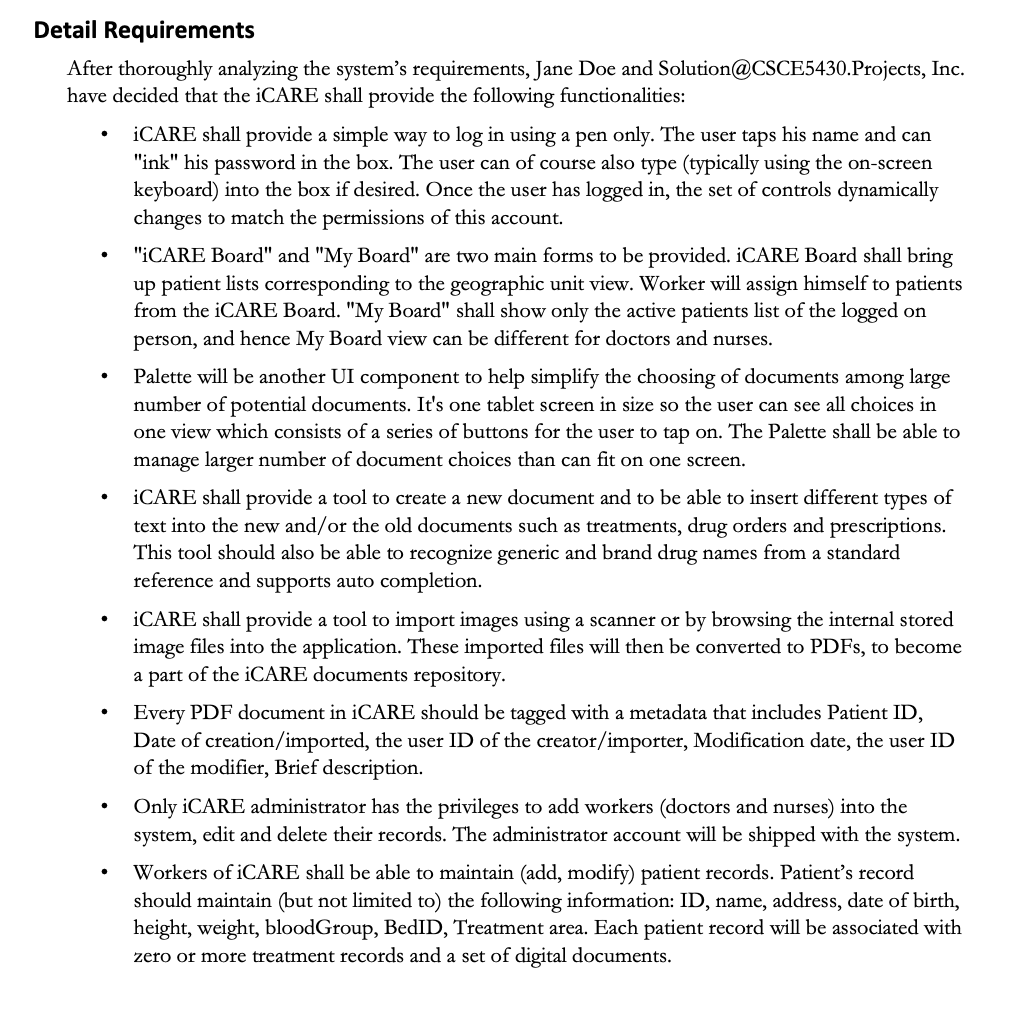 Detail Requirements
After thoroughly analyzing the system's requirements, Jane Doe and Solution@CSCE5430.Projects, Inc.
have decided that the iCARE shall provide the following functionalities:
• iCARE shall provide a simple way to log in using a pen only. The user taps his name and can
"ink" his password in the box. The user can of course also type (typically using the on-screen
keyboard) into the box if desired. Once the user has logged in, the set of controls dynamically
changes to match the permissions of this account.
• "iCARE Board" and "My Board" are two main forms to be provided. iCARE Board shall bring
up patient lists corresponding to the geographic unit view. Worker will assign himself to patients
from the iCARE Board. "My Board" shall show only the active patients list of the logged on
person, and hence My Board view can be different for doctors and nurses.
• Palette will be another UI component to help simplify the choosing of documents among large
number of potential documents. It's one tablet screen in size so the user can see all choices in
one view which consists of a series of buttons for the user to tap on. The Palette shall be able to
manage larger number of document choices than can fit on one screen.
• iCARE shall provide a tool to create a new document and to be able to insert different types of
text into the new and/or the old documents such as treatments, drug orders and prescriptions.
This tool should also be able to recognize generic and brand drug names from a standard
reference and supports auto completion.
• iCARE shall provide a tool to import images using a scanner or by browsing the internal stored
image files into the application. These imported files will then be converted to PDFs, to become
a part of the iCARE documents repository.
• Every PDF document in iCARE should be tagged with a metadata that includes Patient ID,
Date of creation/imported, the user ID of the creator/importer, Modification date, the user ID
of the modifier, Brief description.
• Only iCARE administrator has the privileges to add workers (doctors and nurses) into the
system, edit and delete their records. The administrator account will be shipped with the system.
• Workers of iCARE shall be able to maintain (add, modify) patient records. Patient's record
should maintain (but not limited to) the following information: ID, name, address, date of birth,
height, weight, bloodGroup, BedID, Treatment area. Each patient record will be associated with
zero or more treatment records and a set of digital documents.